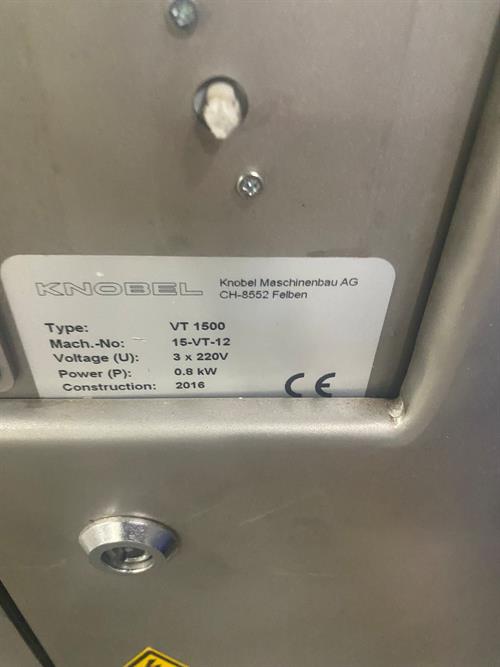 KNOBEL
Knobel Maschinenbau AG
CH-8552 Felben
Type: VT 1500
Mach.-No: 15-VT-12
Voltage (U): 3 x 220V
Power (P): 0.8 kW
Construction: 2016
CE